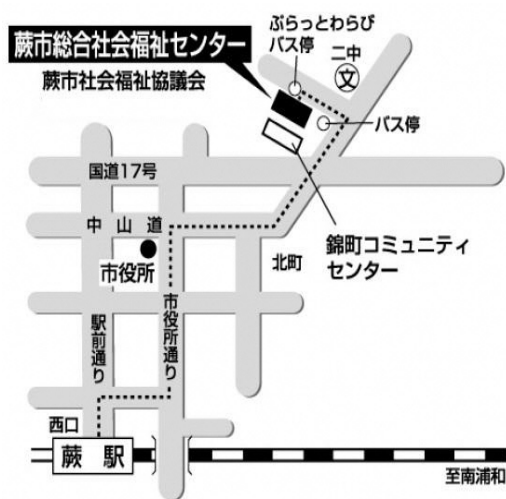 ぷらっとわらび
バス停
蕨市総合社会福祉センター
二中
文
蕨市社会福祉協議会
バス停
国道17号
中山道
市役所
北町
錦町コミュニティ
センター
駅前通り
市役所通り
西口
蕨駅
至南浦和